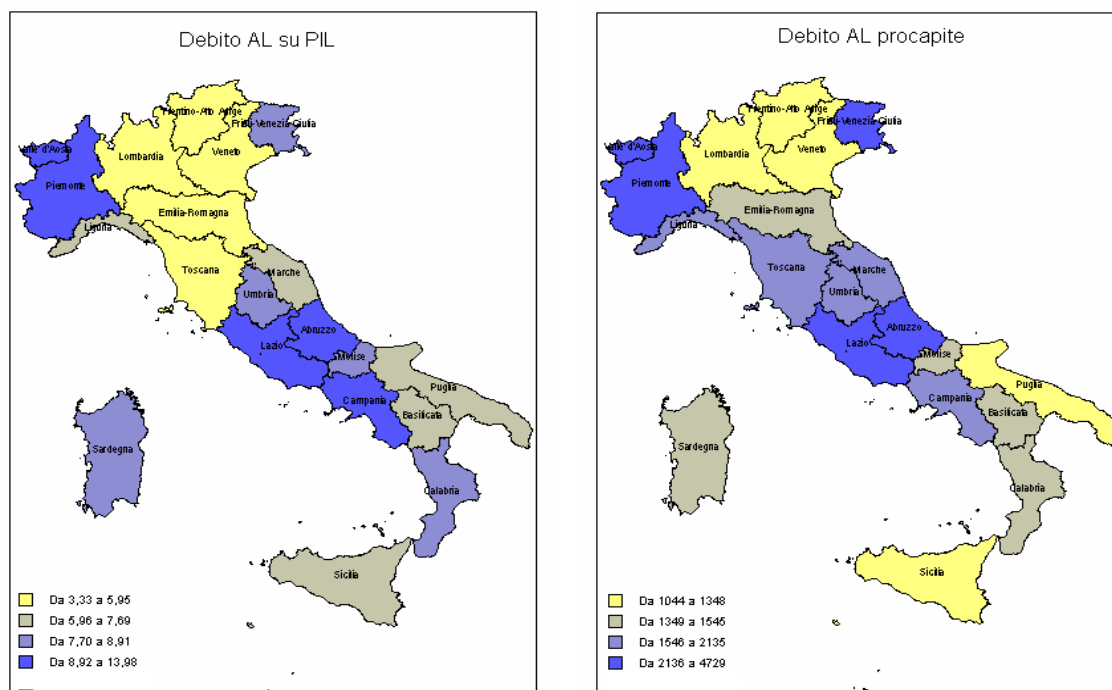 Debito AL su PIL
Trentino-Alto Adige
Friuli-Venezia-Giulia
Valle d'Aosta
Lombardia
Veneto
Piemonte
Emilia-Romagna
Liguria
Toscana
Marche
Umbria
Abruzzo
Lazio
Molise
Puglia
Campania
Basilicata
Sardegna
Calabria
Sicilia
Da 3,33 a 5,95
Da 5,96 a 7,69
Da 7,70 a 8,91
Da 8,92 a 13,98
Debito AL procapite
Trentino-Alto Adige
Friuli-Venezia-Giulia
Valle d'Aosta
Lombardia
Veneto
Piemonte
Emilia-Romagna
Liguria
Toscana
Marche
Umbria
Abruzzo
Lazio
Molise
Puglia
Campania
Basilicata
Sardegna
Calabria
Sicilia
Da 1044 a 1348
Da 1349 a 1545
Da 1546 a 2135
Da 2136 a 4729